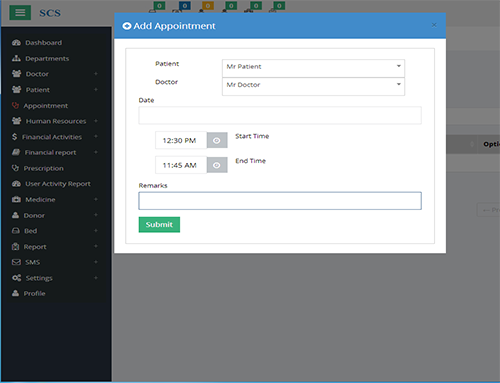 SCS
0 0 0 0 0 0
Add Appointment ×
Dashboard
Departments
Doctor +
Patient +
Appointment
Human Resources +
Financial Activities +
Financial report +
Prescription
User Activity Report
Medicine +
Donor +
Bed +
Report +
SMS +
Settings +
Profile
Patient Mr Patient
Doctor Mr Doctor
Date
12:30 PM Start Time
11:45 AM End Time
Remarks
Submit